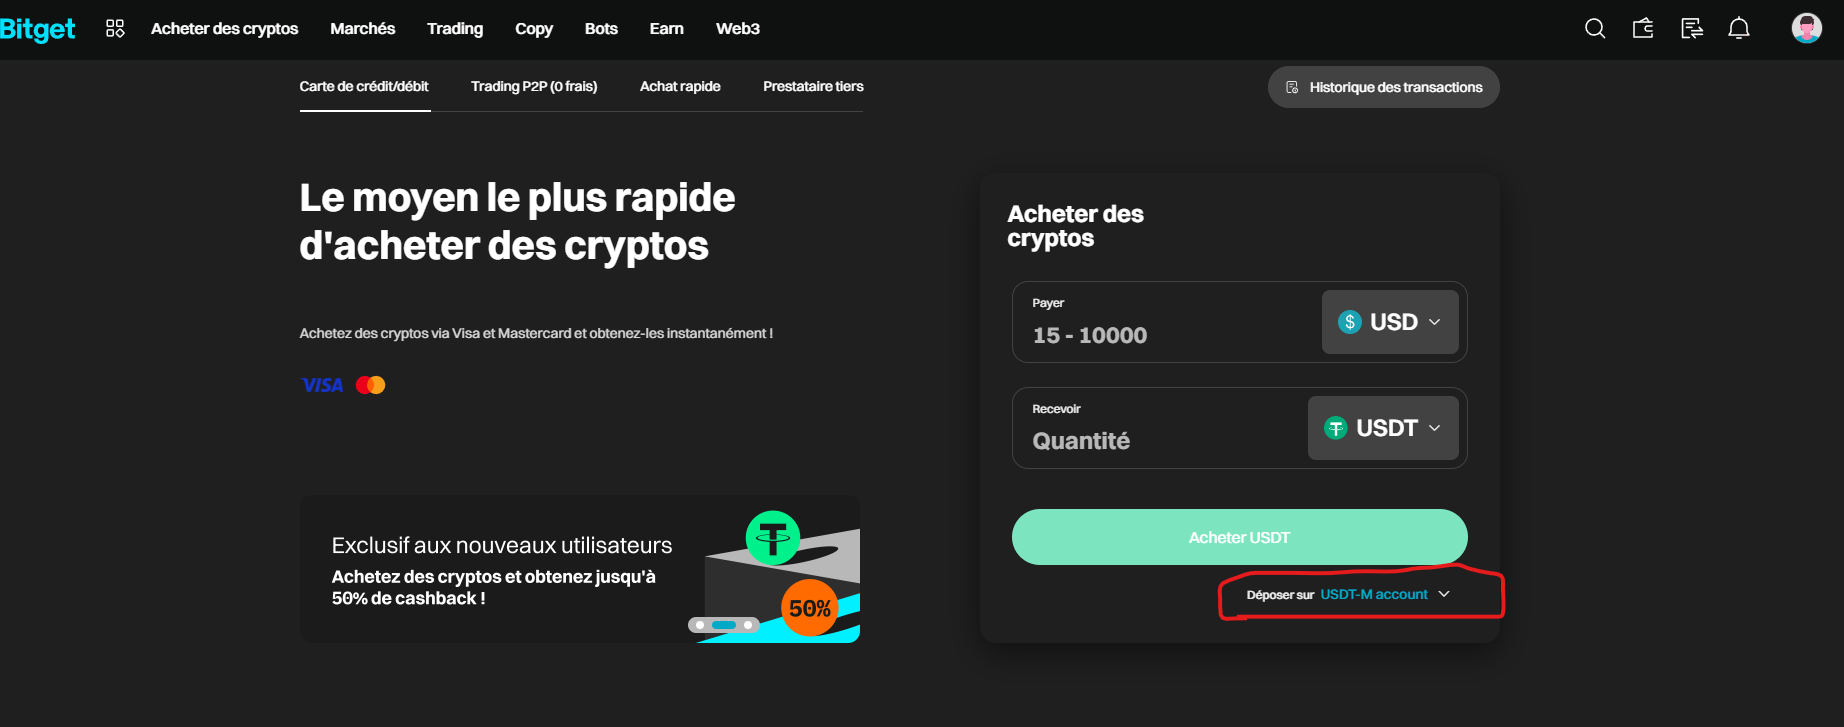 Bitget
Acheter des cryptos
Marchés
Trading
Copy
Bots
Earn
Web3
Carte de crédit/débit
Trading P2P (0 frais)
Achat rapide
Prestataire tiers
Historique des transactions
Le moyen le plus rapide
d'acheter des cryptos
Achetez des cryptos via Visa et Mastercard et obtenez-les instantanément !
VISA
Exclusif aux nouveaux utilisateurs
Achetez des cryptos et obtenez jusqu'à
50% de cashback !
50%
Acheter des
cryptos
Payer
15 - 10000
$ USD
Recevoir
Quantité
USDT
Acheter USDT
Déposer sur USDT-M account